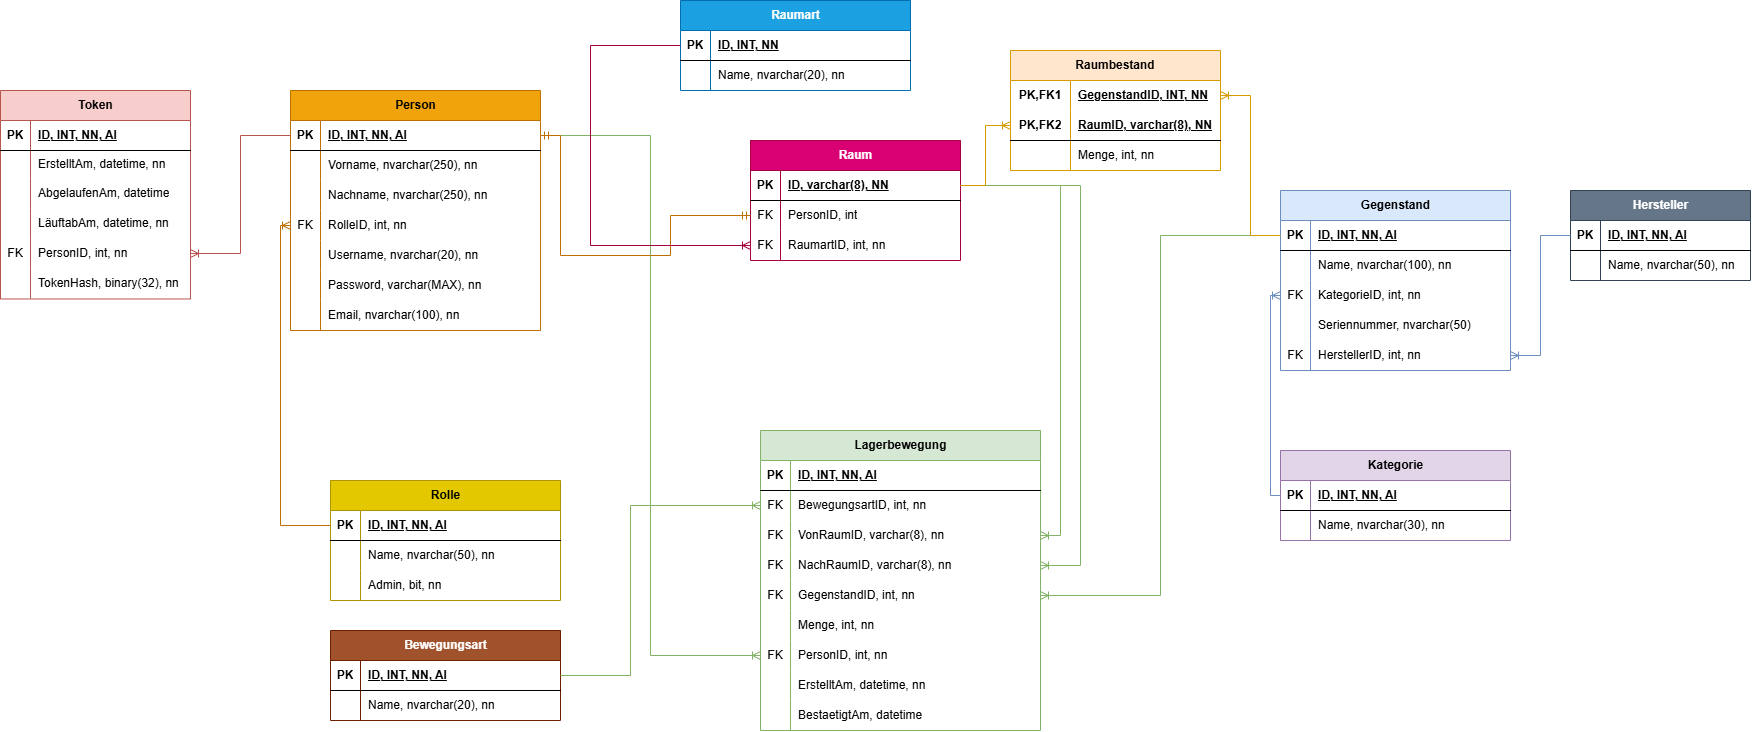 Raumart
PK ID, INT, NN
Name, nvarchar(20), nn
Raumbestand
PK,FK1 GegenstandID, INT, NN
PK,FK2 RaumID, varchar(8), NN
Menge, int, nn
Token
PK ID, INT, NN, AI
ErstelltAm, datetime, nn
AbgelaufenAm, datetime
LäuftabAm, datetime, nn
FK PersonID, int, nn
TokenHash, binary(32), nn
Person
PK ID, INT, NN, AI
Vorname, nvarchar(250), nn
Nachname, nvarchar(250), nn
FK RolleID, int, nn
Username, nvarchar(20), nn
Password, varchar(MAX), nn
Email, nvarchar(100), nn
Raum
PK ID, varchar(8), NN
FK PersonID, int
FK RaumartID, int, nn
Gegenstand
PK ID, INT, NN, AI
Name, nvarchar(100), nn
FK KategorieID, int, nn
Seriennummer, nvarchar(50)
FK HerstellerID, int, nn
Hersteller
PK ID, INT, NN, AI
Name, nvarchar(50), nn
Lagerbewegung
PK ID, INT, NN, AI
FK BewegungsartID, int, nn
FK VonRaumID, varchar(8), nn
FK NachRaumID, varchar(8), nn
FK GegenstandID, int, nn
Menge, int, nn
FK PersonID, int, nn
ErstelltAm, datetime, nn
BestaetigtAm, datetime
Kategorie
PK ID, INT, NN, AI
Name, nvarchar(30), nn
Rolle
PK ID, INT, NN, AI
Name, nvarchar(50), nn
Admin, bit, nn
Bewegungsart
PK ID, INT, NN, AI
Name, nvarchar(20), nn